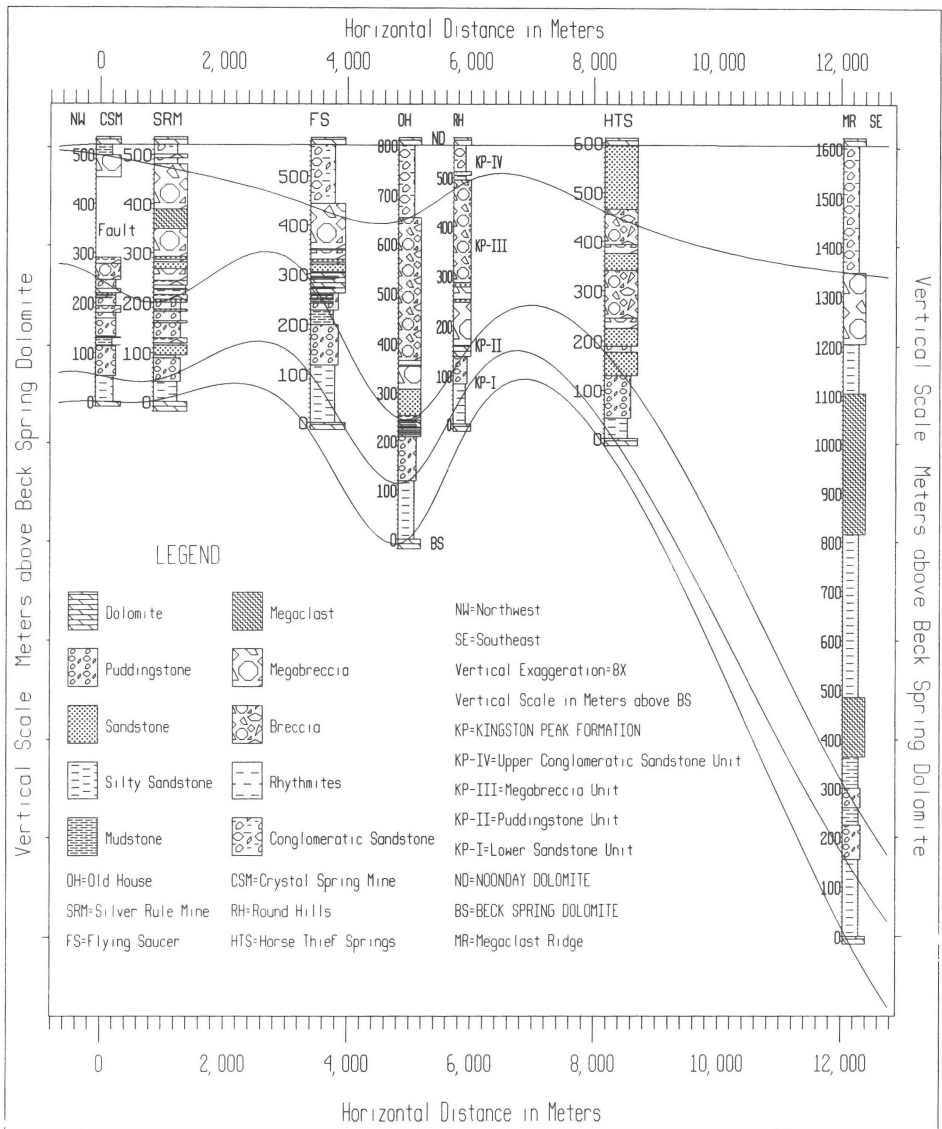 Horizontal Distance in Meters
0 2,000 4,000 6,000 8,000 10,000 12,000
NW CSM SRM FS OH RH HTS MR SE
ND
Vertical Scale Meters above Beck Spring Dolomite
500
400
Fault
300
200
100
0
500
400
300
200
100
0
500
400
300
200
100
0
800
700
600
500
400
300
200
100
0
BS
KP-IV
500
400
KP-III
300
200
KP-II
100
KP-I
0
600
500
400
300
200
100
0
1600
1500
1400
1300
1200
1100
1000
900
800
700
600
500
400
300
200
100
0
Vertical Scale Meters above Beck Spring Dolomite
LEGEND
Dolomite
Puddingstone
Sandstone
Silty Sandstone
Mudstone
OH=Old House
SRM=Silver Rule Mine
FS=Flying Saucer
Megaclast
Megabreccia
Breccia
Rhythmites
Conglomeratic Sandstone
CSM=Crystal Spring Mine
RH=Round Hills
HTS=Horse Thief Springs
NW=Northwest
SE=Southeast
Vertical Exaggeration=8X
Vertical Scale in Meters above BS
KP=KINGSTON PEAK FORMATION
KP-IV=Upper Conglomeratic Sandstone Unit
KP-III=Megabreccia Unit
KP-II=Puddingstone Unit
KP-I=Lower Sandstone Unit
ND=NOONDAY DOLOMITE
BS=BECK SPRING DOLOMITE
MR=Megaclast Ridge
0 2,000 4,000 6,000 8,000 10,000 12,000
Horizontal Distance in Meters